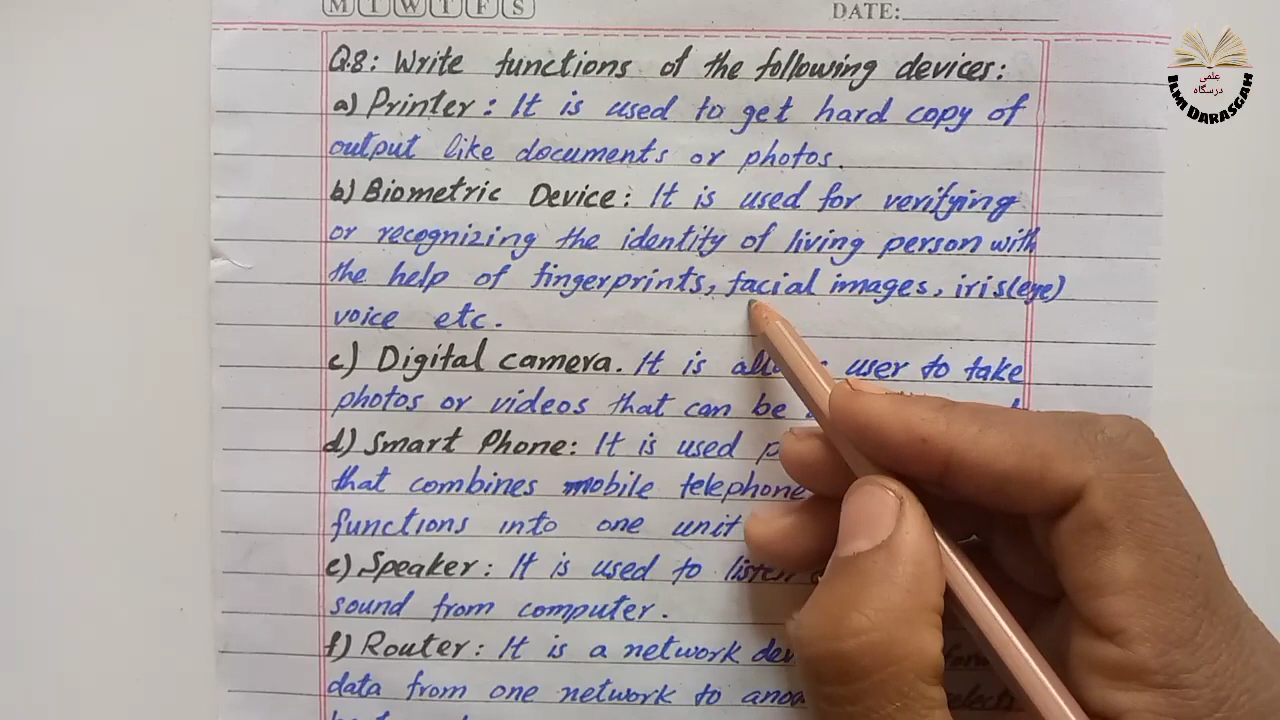 M T W T F S
DATE:
علمی
درسگاه
ILMI DARASGAH
Q8: Write functions of the following devices:
a) Printer: It is used to get hard copy of
output like documents or photos.
b) Biometric Device: It is used for verifying
or recognizing the identity of living person with
the help of fingerprints, facial images, iris(eye)
voice etc.
c) Digital camera. It is user to take
photos or videos that can be
d) Smart Phone: It is used
that combines mobile telephone
functions into one unit
e) Speaker: It is used to listen
sound from computer.
f) Router: It is a network
data from one network to